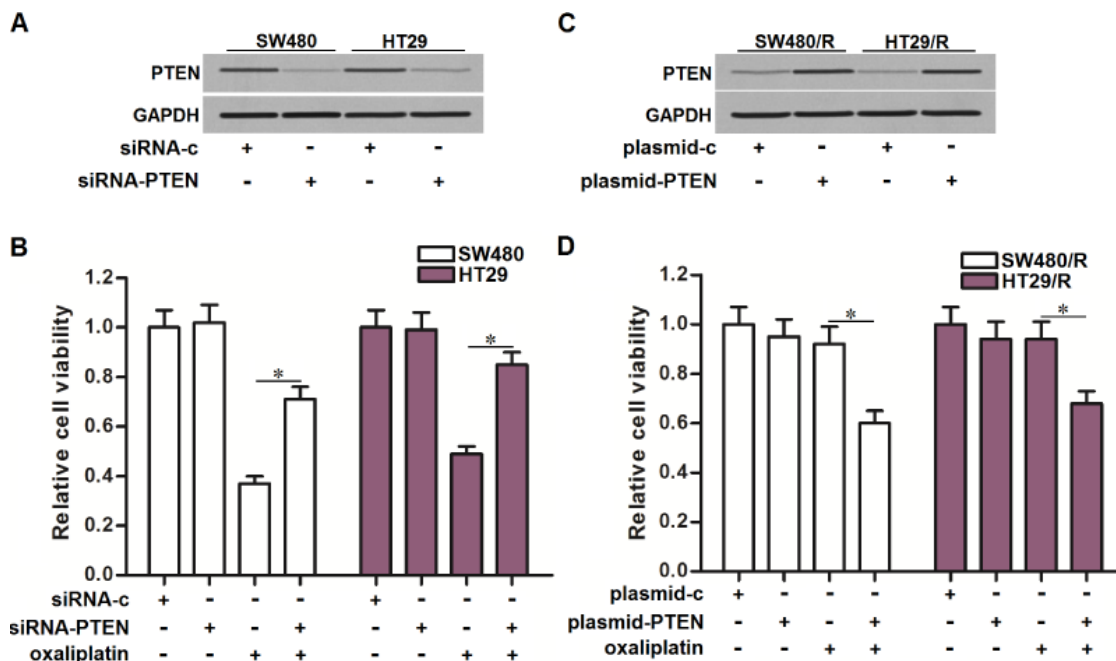 A
SW480 HT29
PTEN
GAPDH
siRNA-c + - + -
siRNA-PTEN - + - +
C
SW480/R HT29/R
PTEN
GAPDH
plasmid-c + - + -
plasmid-PTEN - + - +
B
SW480
HT29
Relative cell viability
1.2
1.0
0.8
0.6
0.4
0.2
0.0
* *
siRNA-c + - - - + - - -
siRNA-PTEN - + - + - + - +
oxaliplatin - - + + - - + +
D
SW480/R
HT29/R
Relative cell viability
1.2
1.0
0.8
0.6
0.4
0.2
0.0
* *
plasmid-c + - - - + - - -
plasmid-PTEN - + - + - + - +
oxaliplatin - - + + - - + +